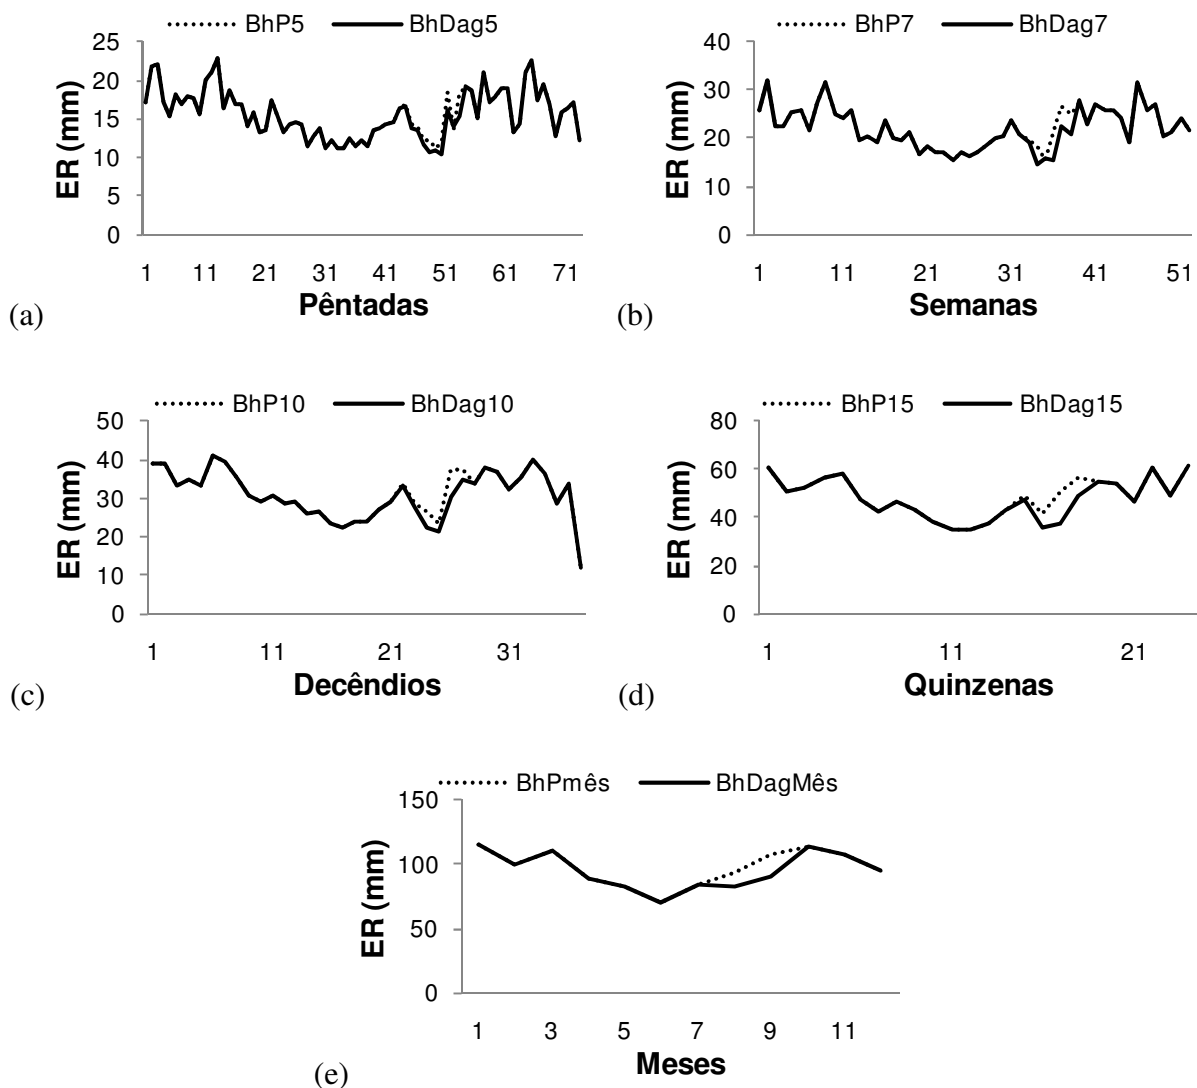 BhP5 BhDag5
25
20
15
10
5
0
ER (mm)
1 11 21 31 41 51 61 71
Pêntadas
(a)
BhP7 BhDag7
40
30
20
10
0
ER (mm)
1 11 21 31 41 51
Semanas
(b)
BhP10 BhDag10
50
40
30
20
10
0
ER (mm)
1 11 21 31
Decêndios
(c)
BhP15 BhDag15
80
60
40
20
0
ER (mm)
1 11 21
Quinzenas
(d)
BhPmês BhDagMês
150
100
50
0
ER (mm)
1 3 5 7 9 11
Meses
(e)